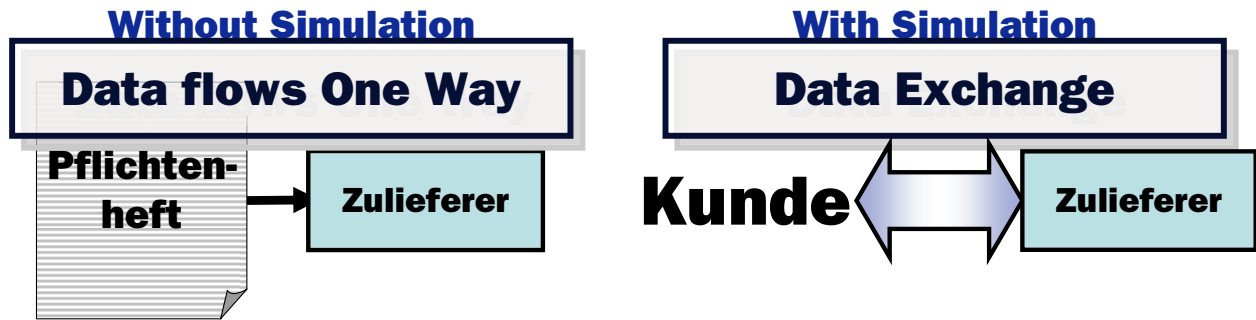 Without Simulation
Data flows One Way
Pflichten-
heft
Zulieferer
With Simulation
Data Exchange
Kunde
Zulieferer